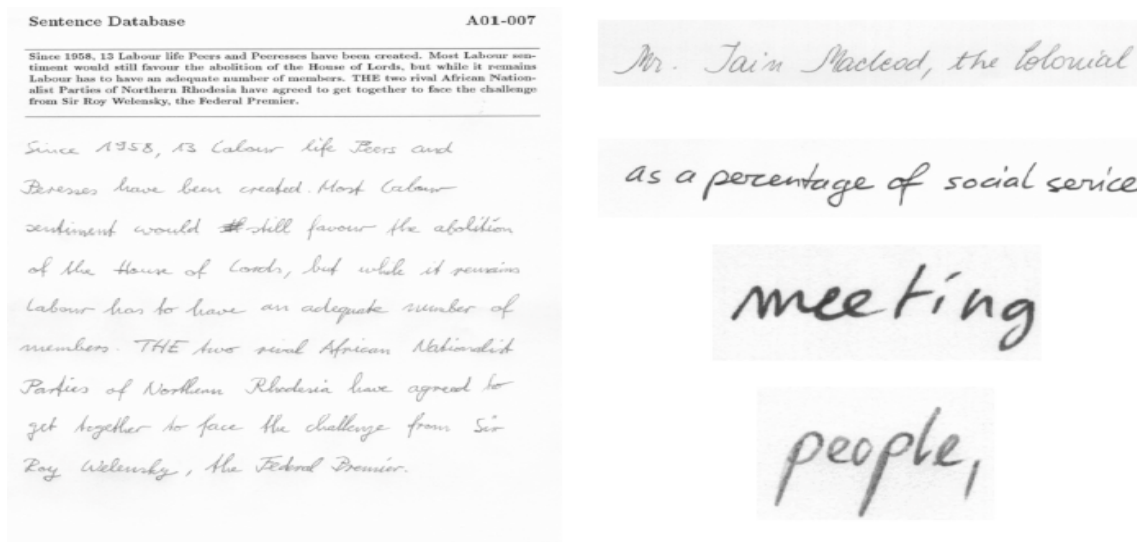 Sentence Database A01-007
Since 1958, 13 Labour life Peers and Peeresses have been created. Most Labour sen-
timent would still favour the abolition of the House of Lords, but while it remains
Labour has to have an adequate number of members. THE two rival African Nation-
alist Parties of Northern Rhodesia have agreed to get together to face the challenge
from Sir Roy Welensky, the Federal Premier.
Since 1958, 13 Labour life Peers and
Peresses have been created. Most Labour
sentiment would still favour the abolition
of the House of Lords, but while it remains
Labour has to have an adequate number of
members. THE two rival African Nationalist
Parties of Northern Rhodesia have agreed to
get together to face the challenge from Sir
Roy Welensky, the Federal Premier.
Mr. Iain Macleod, the Colonial
as a percentage of social service
meeting
people,